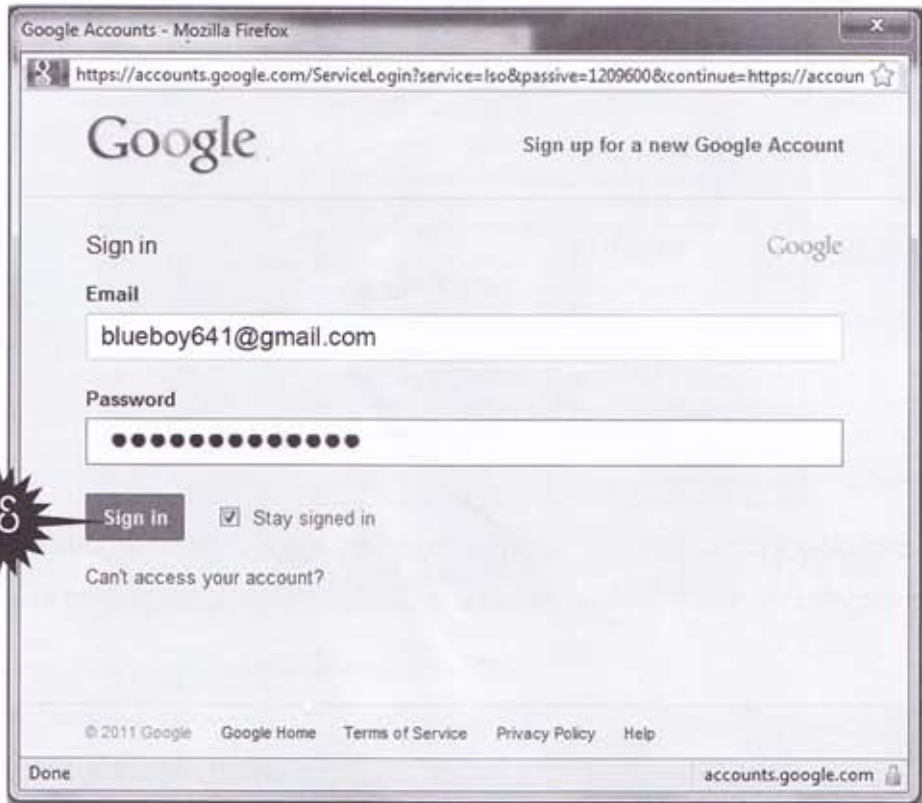 Google Accounts - Mozilla Firefox
x
https://accounts.google.com/ServiceLogin?service=lso&passive=1209600&continue=https://accoun
Google
Sign up for a new Google Account
Sign in
Google
Email
blueboy641@gmail.com
Password
●●●●●●●●●●●●●
Sign in
Stay signed in
Can't access your account?
© 2011 Google Google Home Terms of Service Privacy Policy Help
Done
accounts.google.com